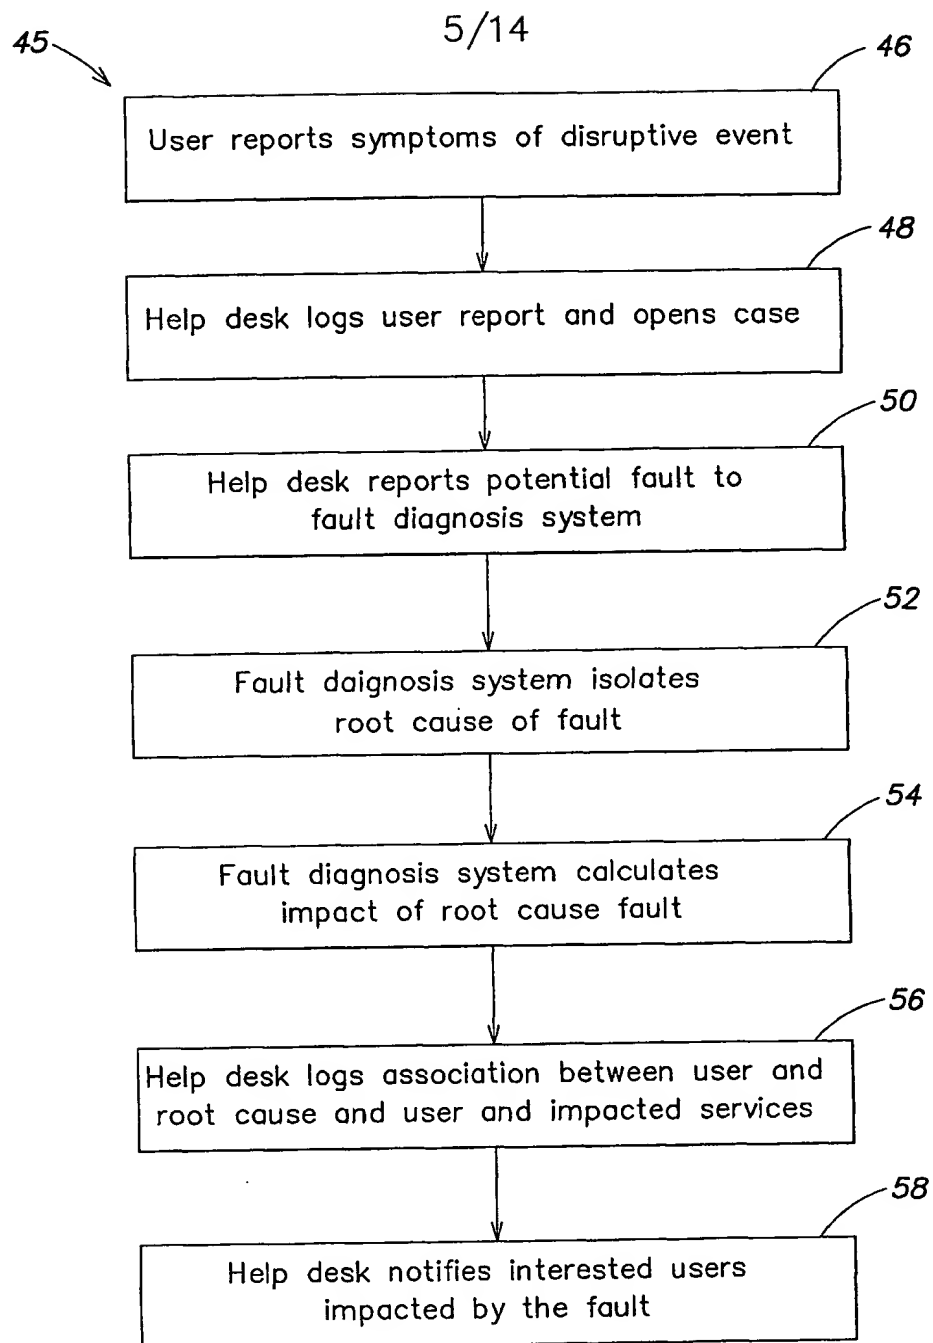 5/14
45
46
User reports symptoms of disruptive event
48
Help desk logs user report and opens case
50
Help desk reports potential fault to
fault diagnosis system
52
Fault daignosis system isolates
root cause of fault
54
Fault diagnosis system calculates
impact of root cause fault
56
Help desk logs association between user and
root cause and user and impacted services
58
Help desk notifies interested users
impacted by the fault